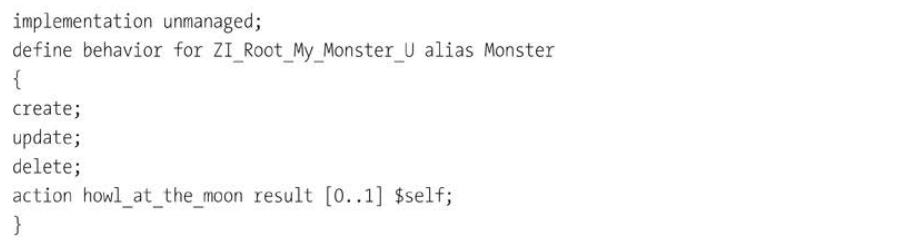 implementation unmanaged;
define behavior for ZI_Root_My_Monster_U alias Monster
{
create;
update;
delete;
action howl_at_the_moon result [0..1] $self;
}